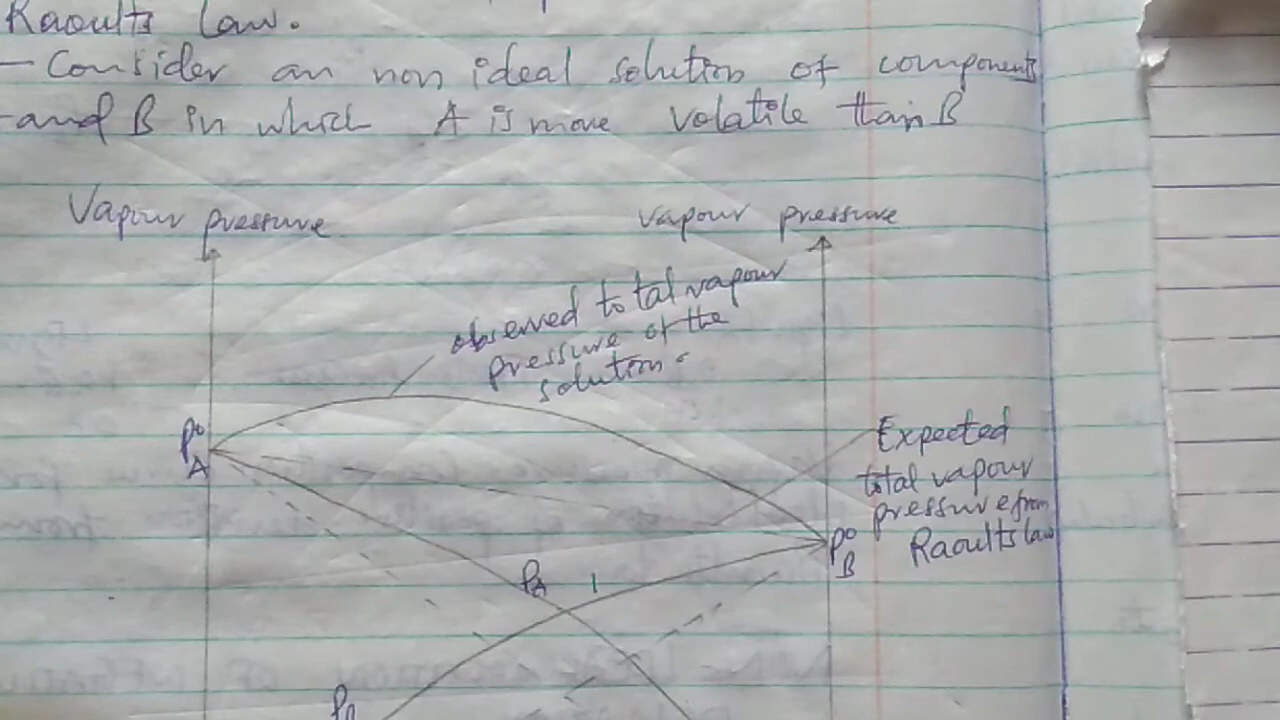 Raoults law.
- Consider an non ideal solution of components
and B in which A is more volatile than B
Vapour pressure
vapour pressure
observed total vapour
pressure of the
solution.
P°
A
Expected
total vapour
pressure from
Raoults law
P°
B
PA